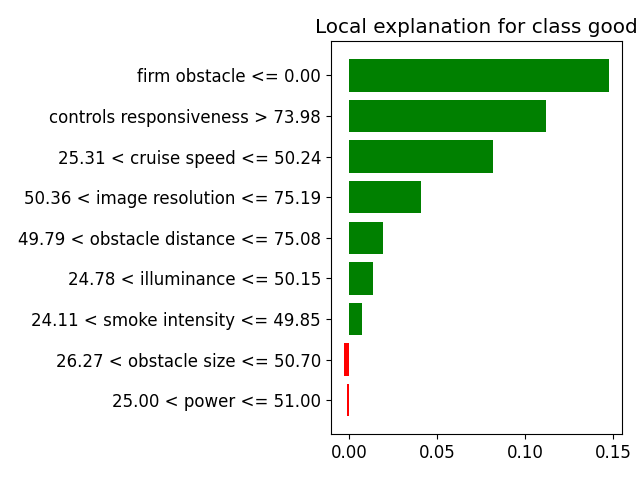 Local explanation for class good
firm obstacle <= 0.00
controls responsiveness > 73.98
25.31 < cruise speed <= 50.24
50.36 < image resolution <= 75.19
49.79 < obstacle distance <= 75.08
24.78 < illuminance <= 50.15
24.11 < smoke intensity <= 49.85
26.27 < obstacle size <= 50.70
25.00 < power <= 51.00
0.00 0.05 0.10 0.15